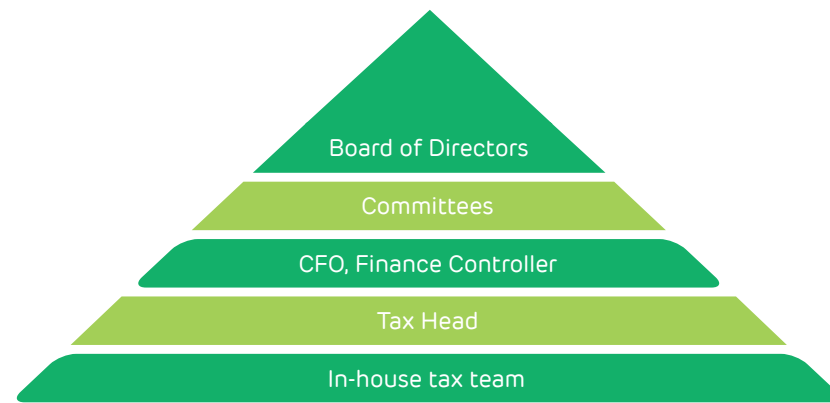 Board of Directors
Committees
CFO, Finance Controller
Tax Head
In-house tax team